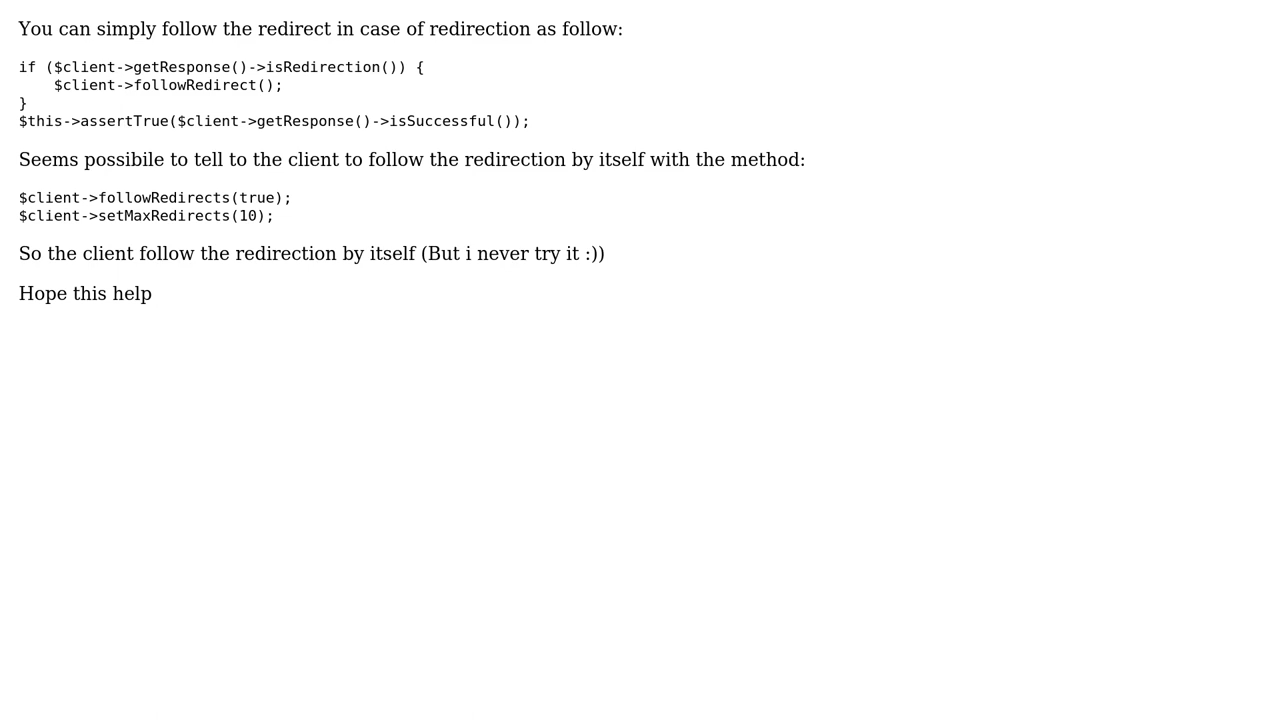 You can simply follow the redirect in case of redirection as follow:
if ($client->getResponse()->isRedirection()) {
    $client->followRedirect();
}
$this->assertTrue($client->getResponse()->isSuccessful());
Seems possibile to tell to the client to follow the redirection by itself with the method:
$client->followRedirects(true);
$client->setMaxRedirects(10);
So the client follow the redirection by itself (But i never try it :))
Hope this help